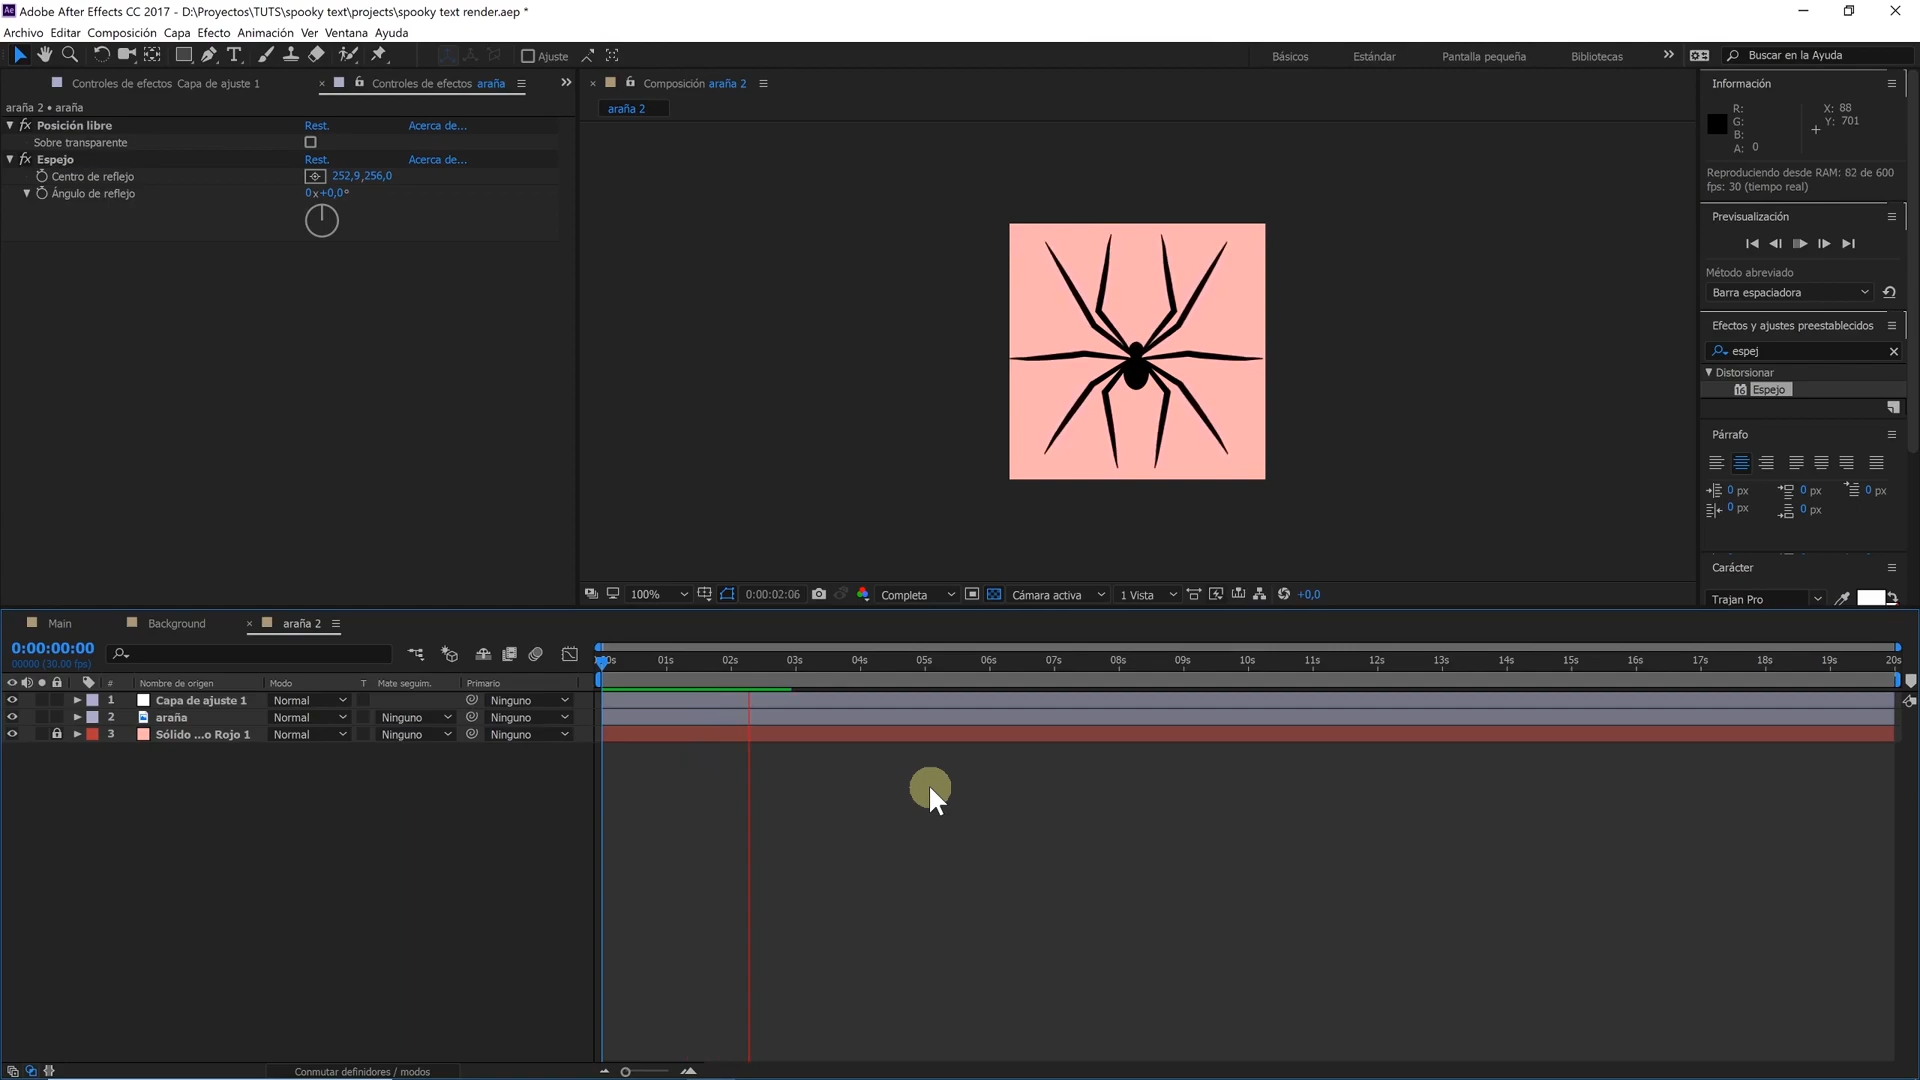 Adobe After Effects CC 2017 - D:\Proyectos\TUTS\spooky text\projects\spooky text render.aep *
Archivo Editar Composición Capa Efecto Animación Ver Ventana Ayuda
Ajuste Básicos Estándar Pantalla pequeña Bibliotecas Buscar en la Ayuda
Controles de efectos Capa de ajuste 1 Controles de efectos araña Composición araña 2 Información
araña 2 • araña
araña 2
R: X: 88
G: Y: 701
B:
A: 0
Posición libre Rest. Acerca de...
Sobre transparente
Espejo Rest. Acerca de...
Centro de reflejo 252,9,256,0
Ángulo de reflejo 0x+0,0°
Reproduciendo desde RAM: 82 de 600
fps: 30 (tiempo real)
Previsualización
Método abreviado
Barra espaciadora
Efectos y ajustes preestablecidos
espej
Distorsionar
Espejo
Párrafo
0 px 0 px 0 px
0 px 0 px
Carácter
Trajan Pro
100% 0:00:02:06 Completa Cámara activa 1 Vista +0,0
Main Background araña 2
0:00:00:00
00000 (30.00 fps)
00s 01s 02s 03s 04s 05s 06s 07s 08s 09s 10s 11s 12s 13s 14s 15s 16s 17s 18s 19s 20s
# Nombre de origen Modo T Mate seguim. Primario
1 Capa de ajuste 1 Normal Ninguno
2 araña Normal Ninguno Ninguno
3 Sólido ...o Rojo 1 Normal Ninguno Ninguno
Conmutar definidores / modos